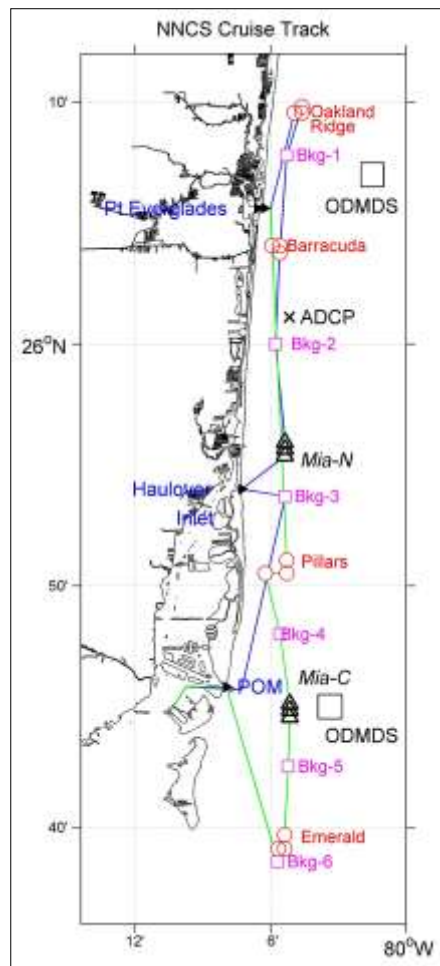 NNCS Cruise Track
10'
Oakland
Ridge
Bkg-1
Pt Everglades
ODMDS
Barracuda
ADCP
26°N
Bkg-2
Mia-N
Haulover
Inlet
Bkg-3
Pillars
50'
Bkg-4
Mia-C
POM
ODMDS
Bkg-5
40'
Emerald
Bkg-6
12'
6'
80°W